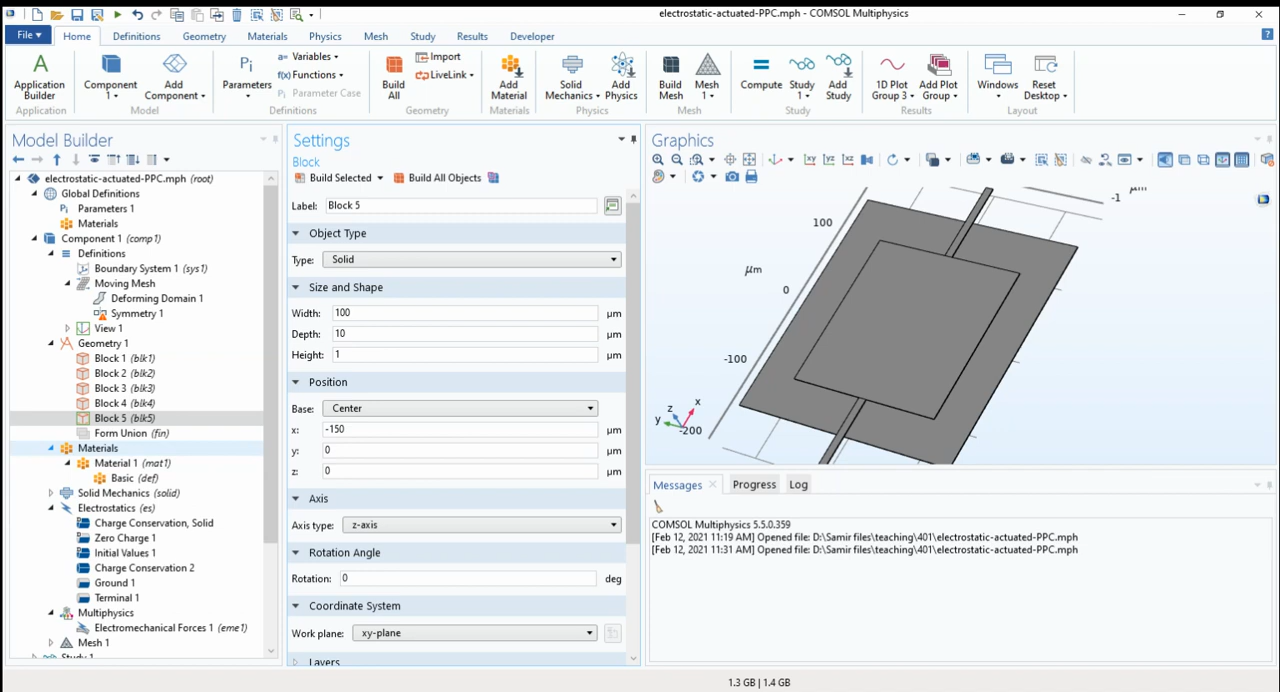 electrostatic-actuated-PPC.mph - COMSOL Multiphysics
File
Home
Definitions
Geometry
Materials
Physics
Mesh
Study
Results
Developer
Application Builder
Application
Component 1
Add Component
Model
Pi
Parameters
a= Variables
f(x) Functions
Pi Parameter Case
Definitions
Build All
Import
LiveLink
Geometry
Add Material
Materials
Solid Mechanics
Add Physics
Physics
Build Mesh
Mesh 1
Mesh
Compute
Study 1
Add Study
Study
1D Plot Group 3
Add Plot Group
Results
Windows
Reset Desktop
Layout
Model Builder
electrostatic-actuated-PPC.mph (root)
Global Definitions
Pi Parameters 1
Materials
Component 1 (comp1)
Definitions
Boundary System 1 (sys1)
Moving Mesh
Deforming Domain 1
Symmetry 1
View 1
Geometry 1
Block 1 (blk1)
Block 2 (blk2)
Block 3 (blk3)
Block 4 (blk4)
Block 5 (blk5)
Form Union (fin)
Materials
Material 1 (mat1)
Basic (def)
Solid Mechanics (solid)
Electrostatics (es)
Charge Conservation, Solid
Zero Charge 1
Initial Values 1
Charge Conservation 2
Ground 1
Terminal 1
Multiphysics
Electromechanical Forces 1 (eme1)
Mesh 1
Study 1
Settings
Block
Build Selected
Build All Objects
Label: Block 5
Object Type
Type: Solid
Size and Shape
Width: 100 µm
Depth: 10 µm
Height: 1 µm
Position
Base: Center
x: -150 µm
y: 0 µm
z: 0 µm
Axis
Axis type: z-axis
Rotation Angle
Rotation: 0 deg
Coordinate System
Work plane: xy-plane
Layers
Graphics
xy
yz
xz
µm
-1
100
µm
0
-100
-200
z
x
y
Messages
Progress
Log
COMSOL Multiphysics 5.5.0.359
[Feb 12, 2021 11:19 AM] Opened file: D:\Samir files\teaching\401\electrostatic-actuated-PPC.mph
[Feb 12, 2021 11:31 AM] Opened file: D:\Samir files\teaching\401\electrostatic-actuated-PPC.mph
1.3 GB | 1.4 GB